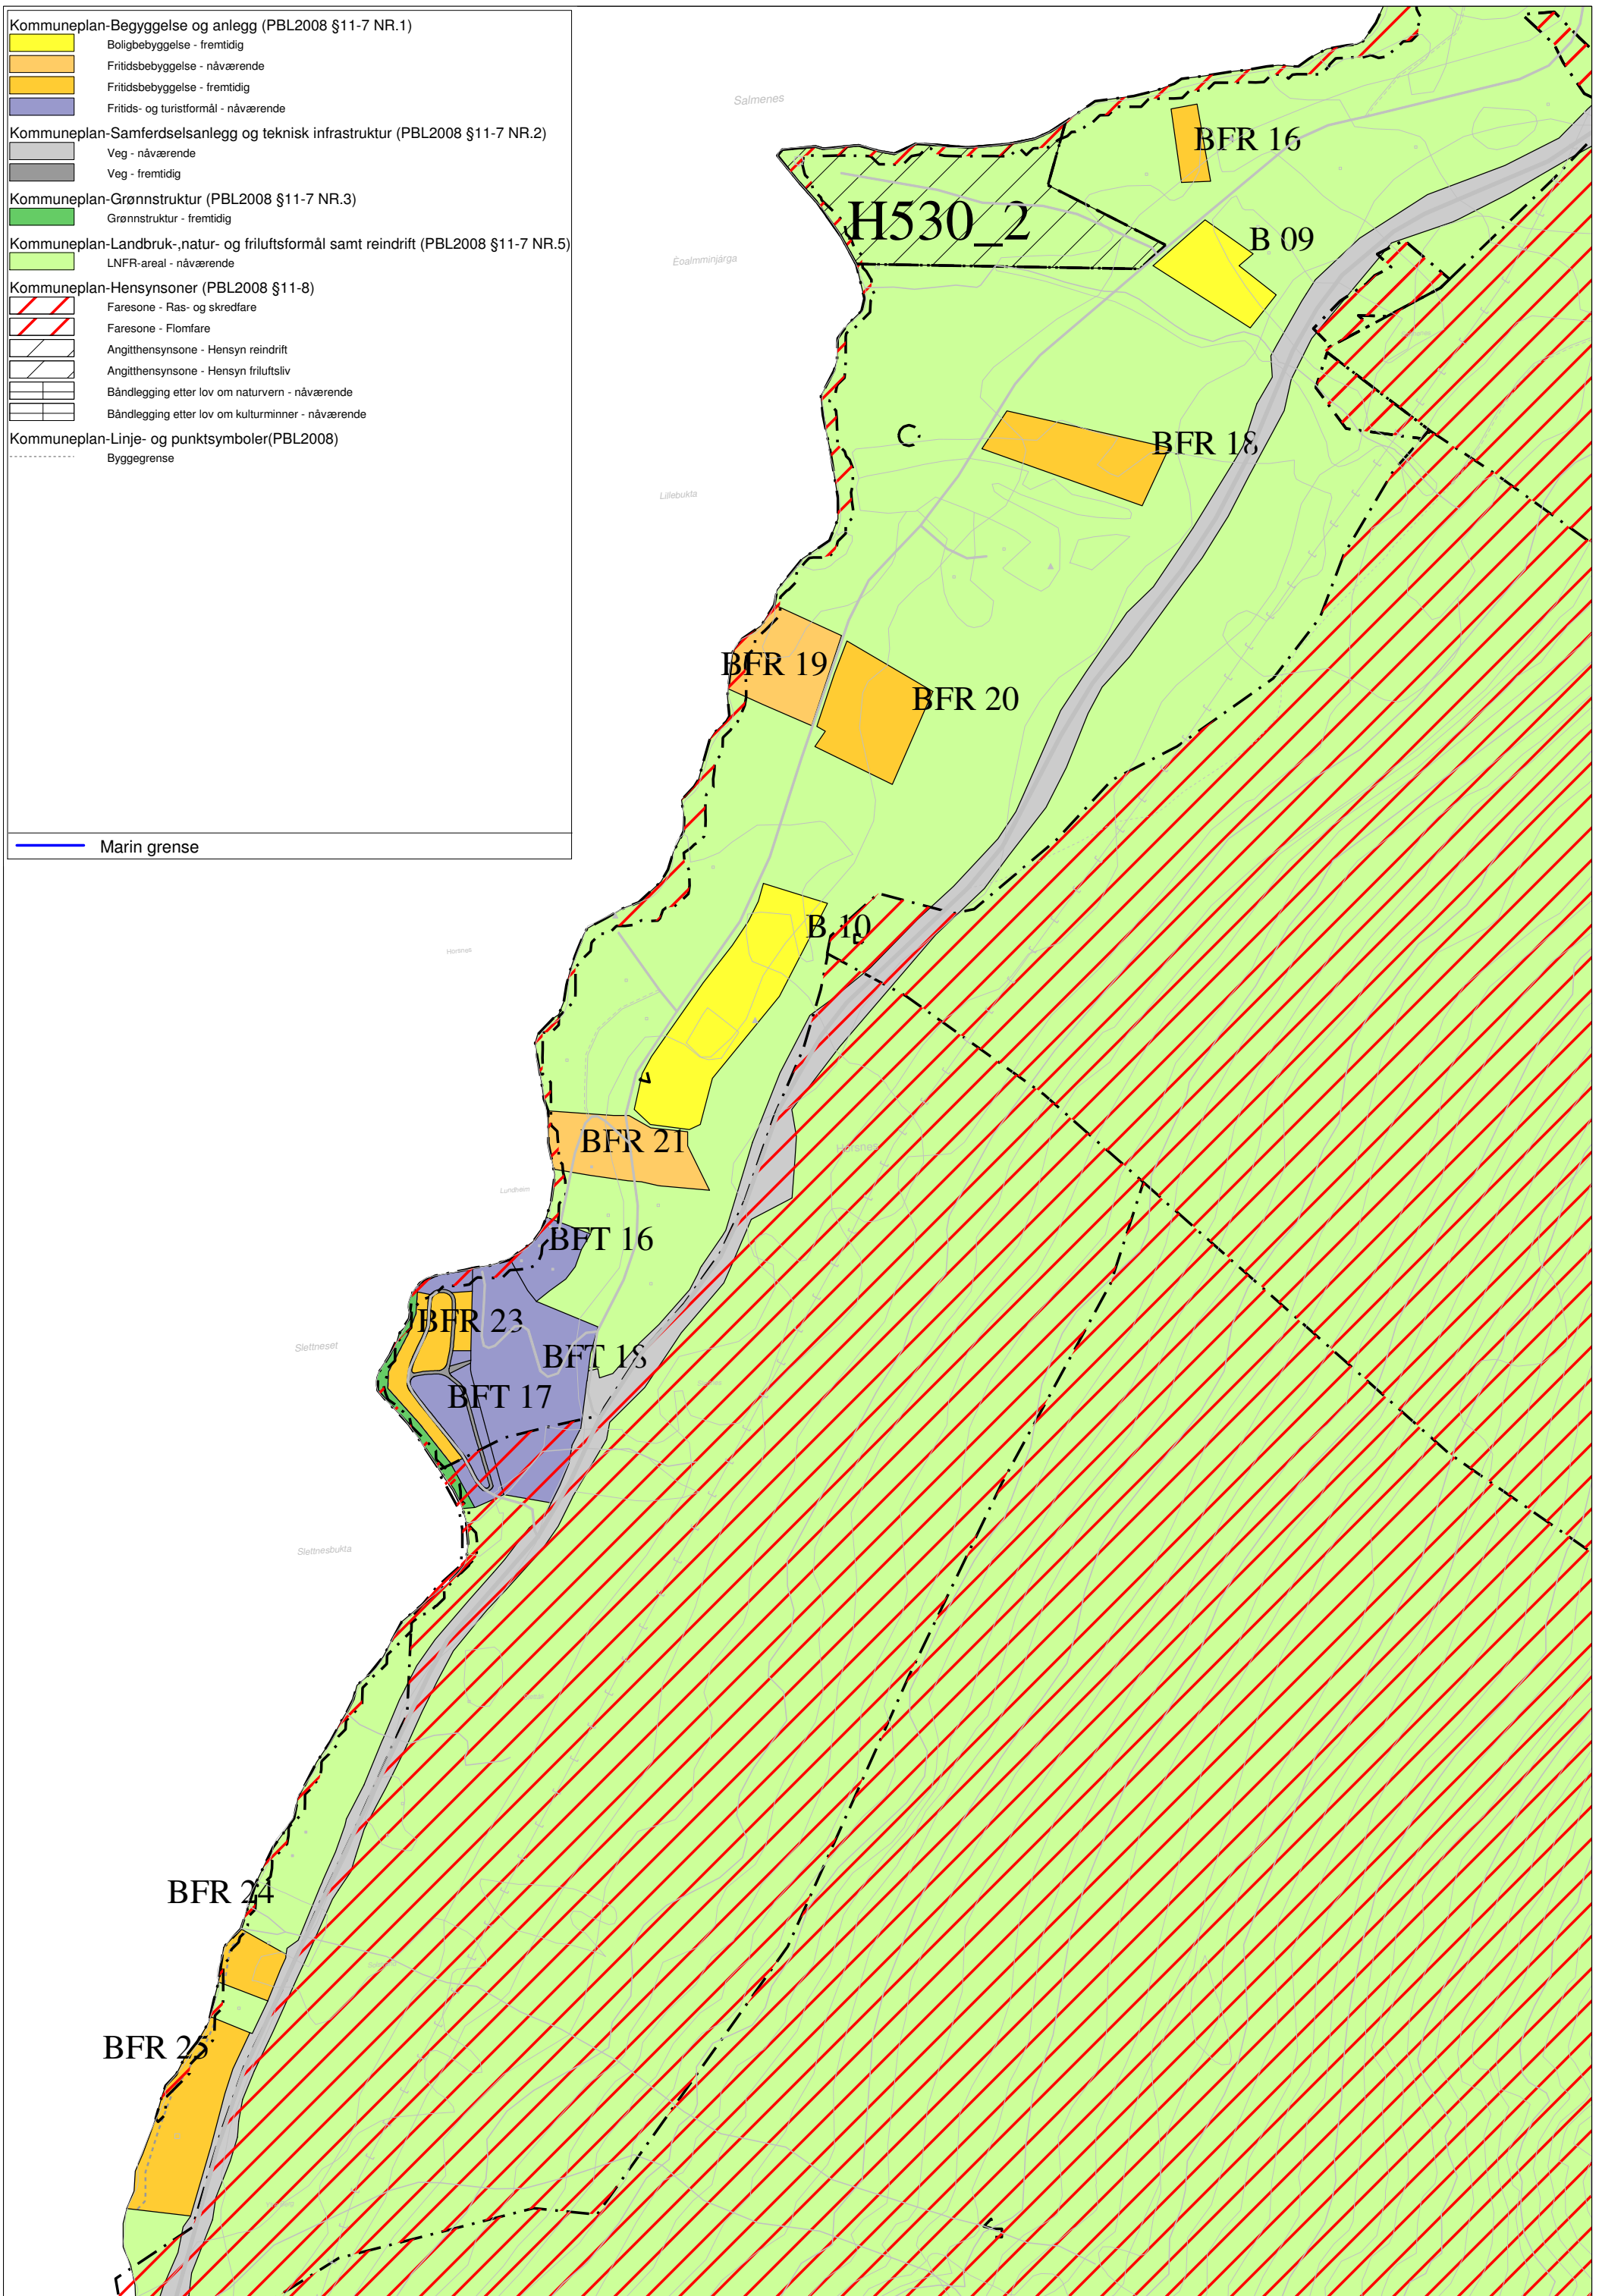 Kommuneplan-Begyggelse og anlegg (PBL2008 §11-7 NR.1)
Boligbebyggelse - fremtidig
Fritidsbebyggelse - nåværende
Fritidsbebyggelse - fremtidig
Fritids- og turistformål - nåværende
Kommuneplan-Samferdselsanlegg og teknisk infrastruktur (PBL2008 §11-7 NR.2)
Veg - nåværende
Veg - fremtidig
Kommuneplan-Grønnstruktur (PBL2008 §11-7 NR.3)
Grønnstruktur - fremtidig
Kommuneplan-Landbruk-,natur- og friluftsformål samt reindrift (PBL2008 §11-7 NR.5)
LNFR-areal - nåværende
Kommuneplan-Hensynsoner (PBL2008 §11-8)
Faresone - Ras- og skredfare
Faresone - Flomfare
Angitthensynsone - Hensyn reindrift
Angitthensynsone - Hensyn friluftsliv
Båndlegging etter lov om naturvern - nåværende
Båndlegging etter lov om kulturminner - nåværende
Kommuneplan-Linje- og punktsymboler(PBL2008)
Byggegrense
Marin grense
Salmenes
BFR 16
H530_2
B 09
Eoalmminjárga
BFR 18
Lillebukta
BFR 19
BFR 20
B 10
Horsnes
BFR 21
Lundheim
BFT 16
BFR 23
Slettneset
BFT 18
BFT 17
Slettnesbukta
BFR 24
BFR 25